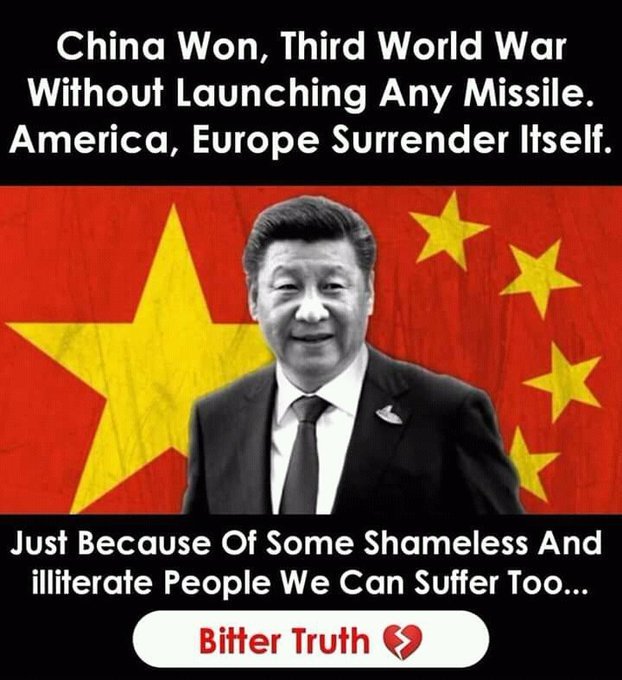 China Won, Third World War
Without Launching Any Missile.
America, Europe Surrender Itself.
Just Because Of Some Shameless And
illiterate People We Can Suffer Too...
Bitter Truth 💔